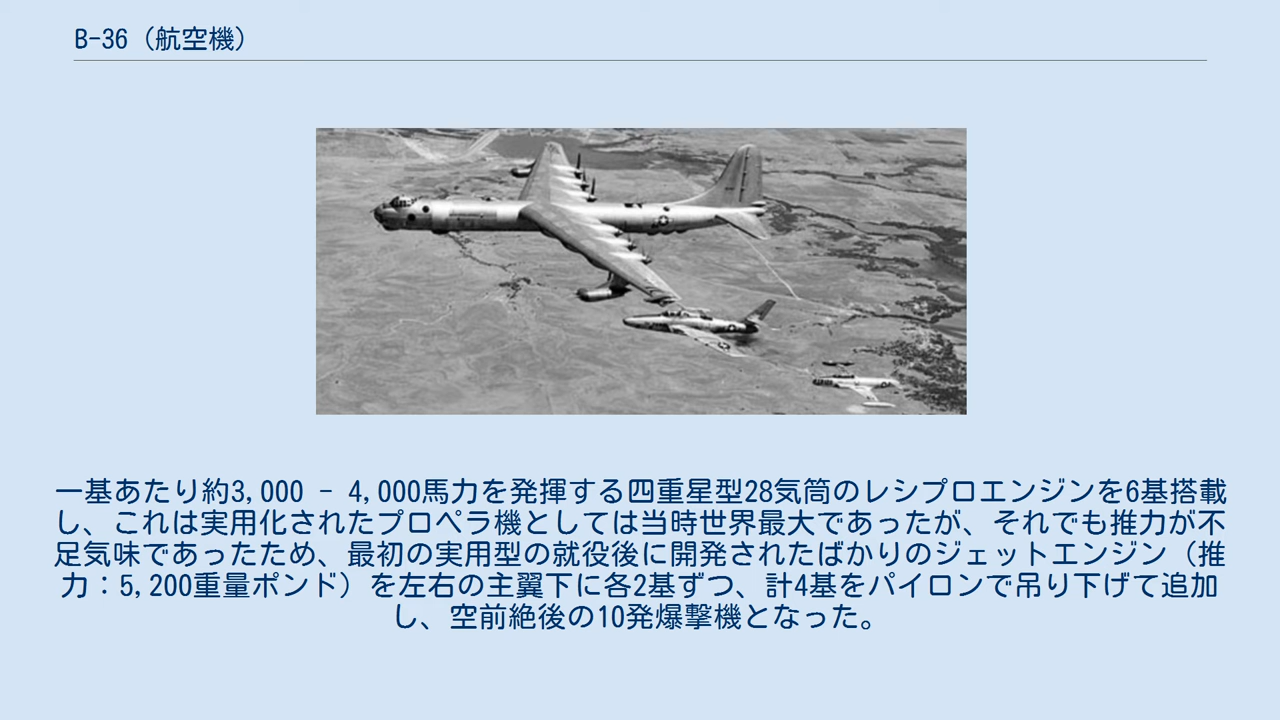 B-36（航空機）
一基あたり約3,000 - 4,000馬力を発揮する四重星型28気筒のレシプロエンジンを6基搭載
し、これは実用化されたプロペラ機としては当時世界最大であったが、それでも推力が不
足気味であったため、最初の実用型の就役後に開発されたばかりのジェットエンジン（推
力：5,200重量ポンド）を左右の主翼下に各2基ずつ、計4基をパイロンで吊り下げて追加
し、空前絶後の10発爆撃機となった。